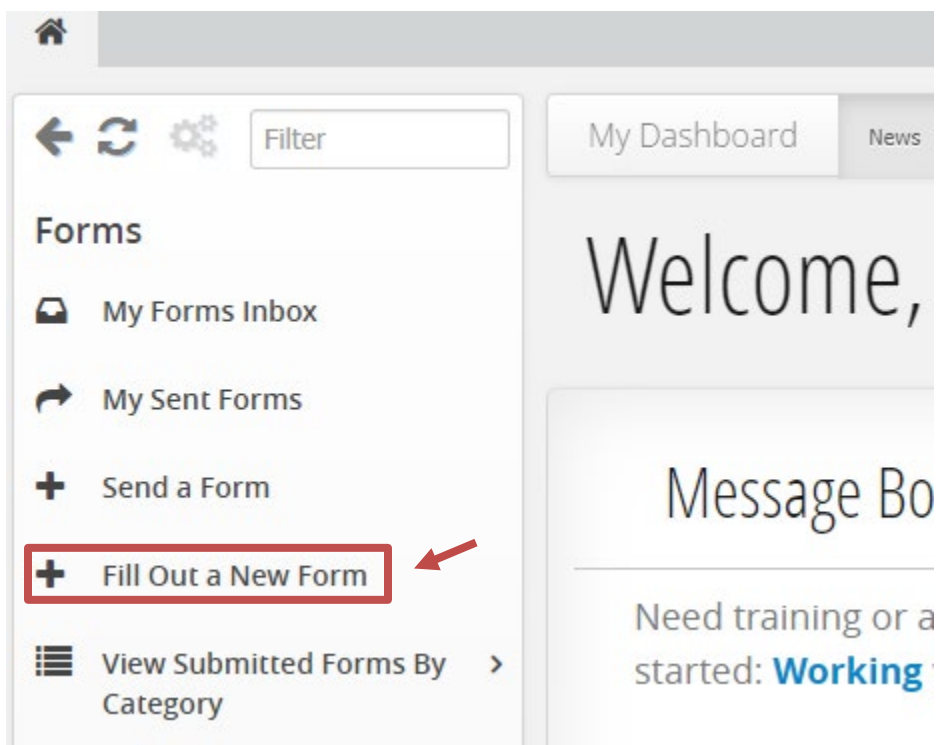 Filter
Forms
My Forms Inbox
My Sent Forms
Send a Form
Fill Out a New Form
View Submitted Forms By
Category
My Dashboard
News
Welcome,
Message Bo
Need training or a
started: Working